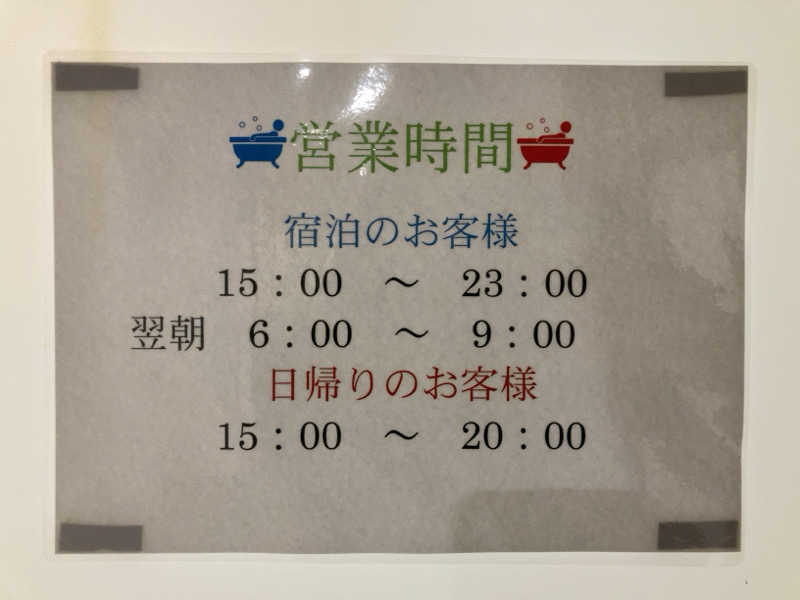 営業時間
宿泊のお客様
15：00　～　23：00
翌朝　6：00　～　9：00
日帰りのお客様
15：00　～　20：00